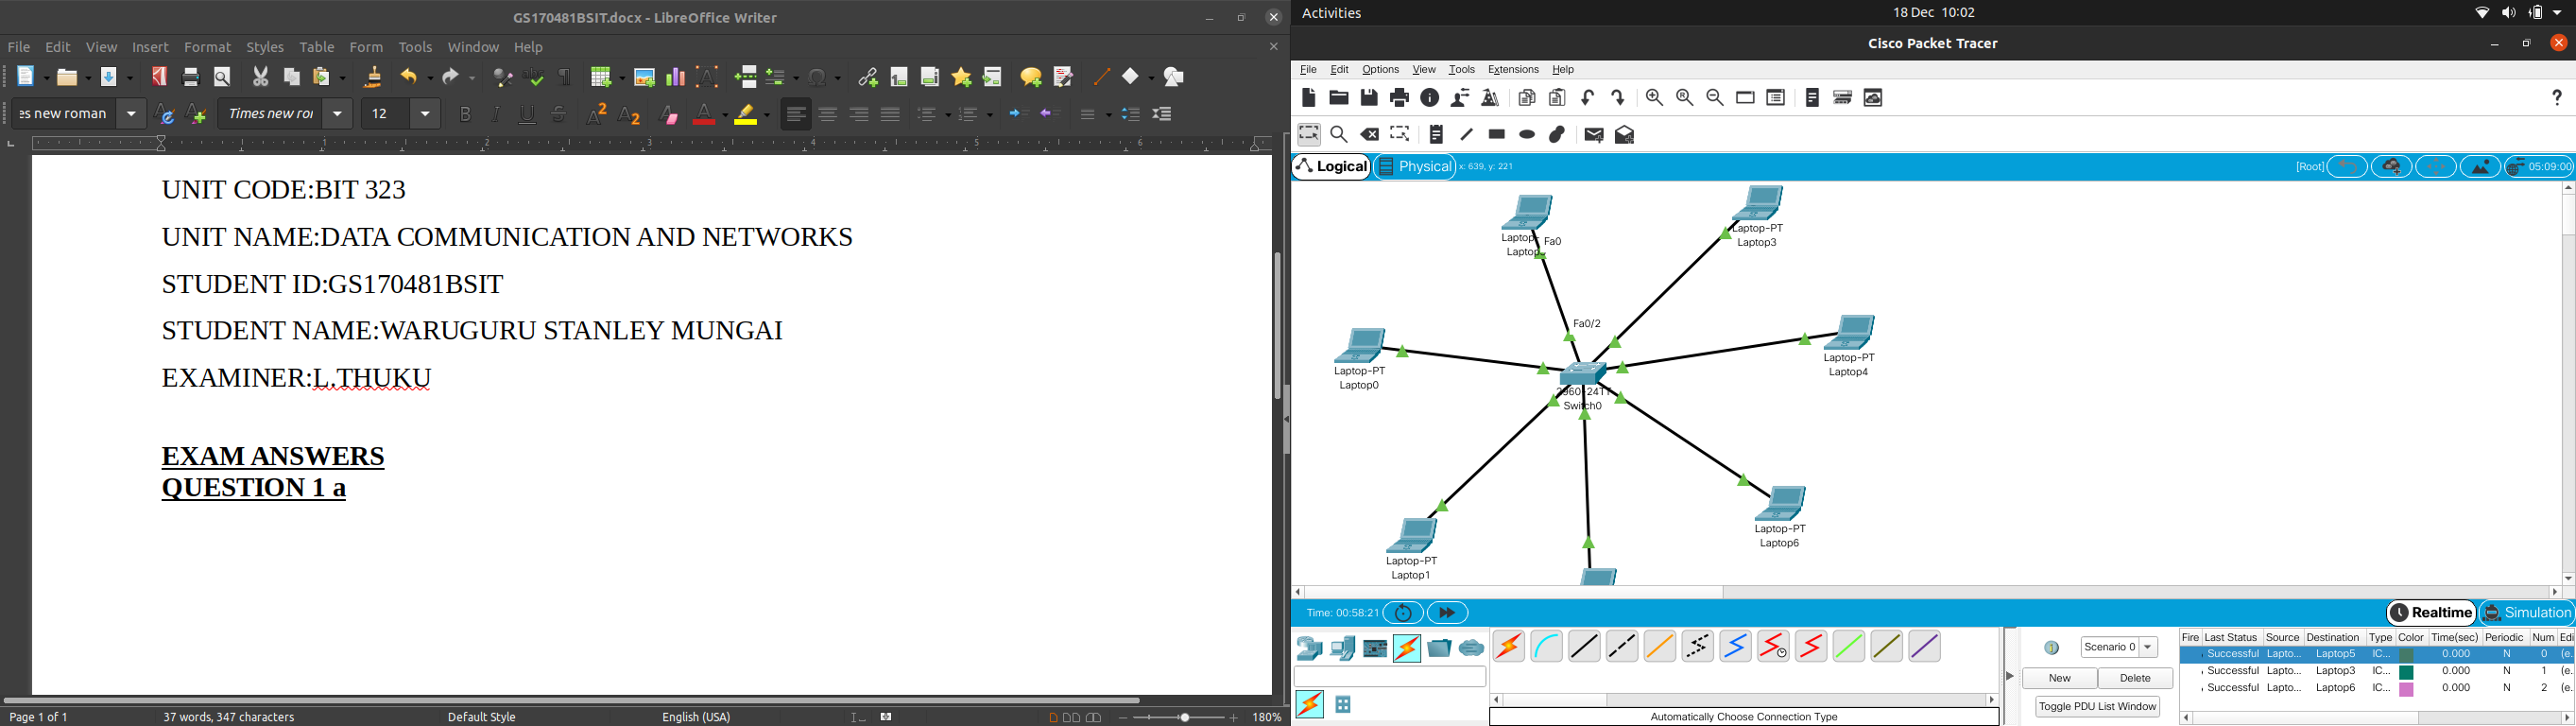 GS170481BSIT.docx - LibreOffice Writer
File Edit View Insert Format Styles Table Form Tools Window Help
es new roman Times new ro 12
1 2 3 4 5 6
UNIT CODE:BIT 323
UNIT NAME:DATA COMMUNICATION AND NETWORKS
STUDENT ID:GS170481BSIT
STUDENT NAME:WARUGURU STANLEY MUNGAI
EXAMINER:L.THUKU
EXAM ANSWERS
QUESTION 1 a
Page 1 of 1 37 words, 347 characters Default Style English (USA) 180%
Activities 18 Dec 10:02
Cisco Packet Tracer
File Edit Options View Tools Extensions Help
Logical Physical x: 639, y: 221 [Root] 05:09:00
Laptop- Fa0
Laptop
Laptop-PT
Laptop3
Fa0/2
Laptop-PT
Laptop4
Laptop-PT
Laptop0
2960-24TT
Switch0
Laptop-PT
Laptop6
Laptop-PT
Laptop1
Time: 00:58:21 Realtime Simulation
Scenario 0
New Delete
Toggle PDU List Window
Fire Last Status Source Destination Type Color Time(sec) Periodic Num Edi
Successful Lapto... Laptop5 IC... 0.000 N 0 (e.
Successful Lapto... Laptop3 IC... 0.000 N 1 (e.
Successful Lapto... Laptop6 IC... 0.000 N 2 (e.
Automatically Choose Connection Type